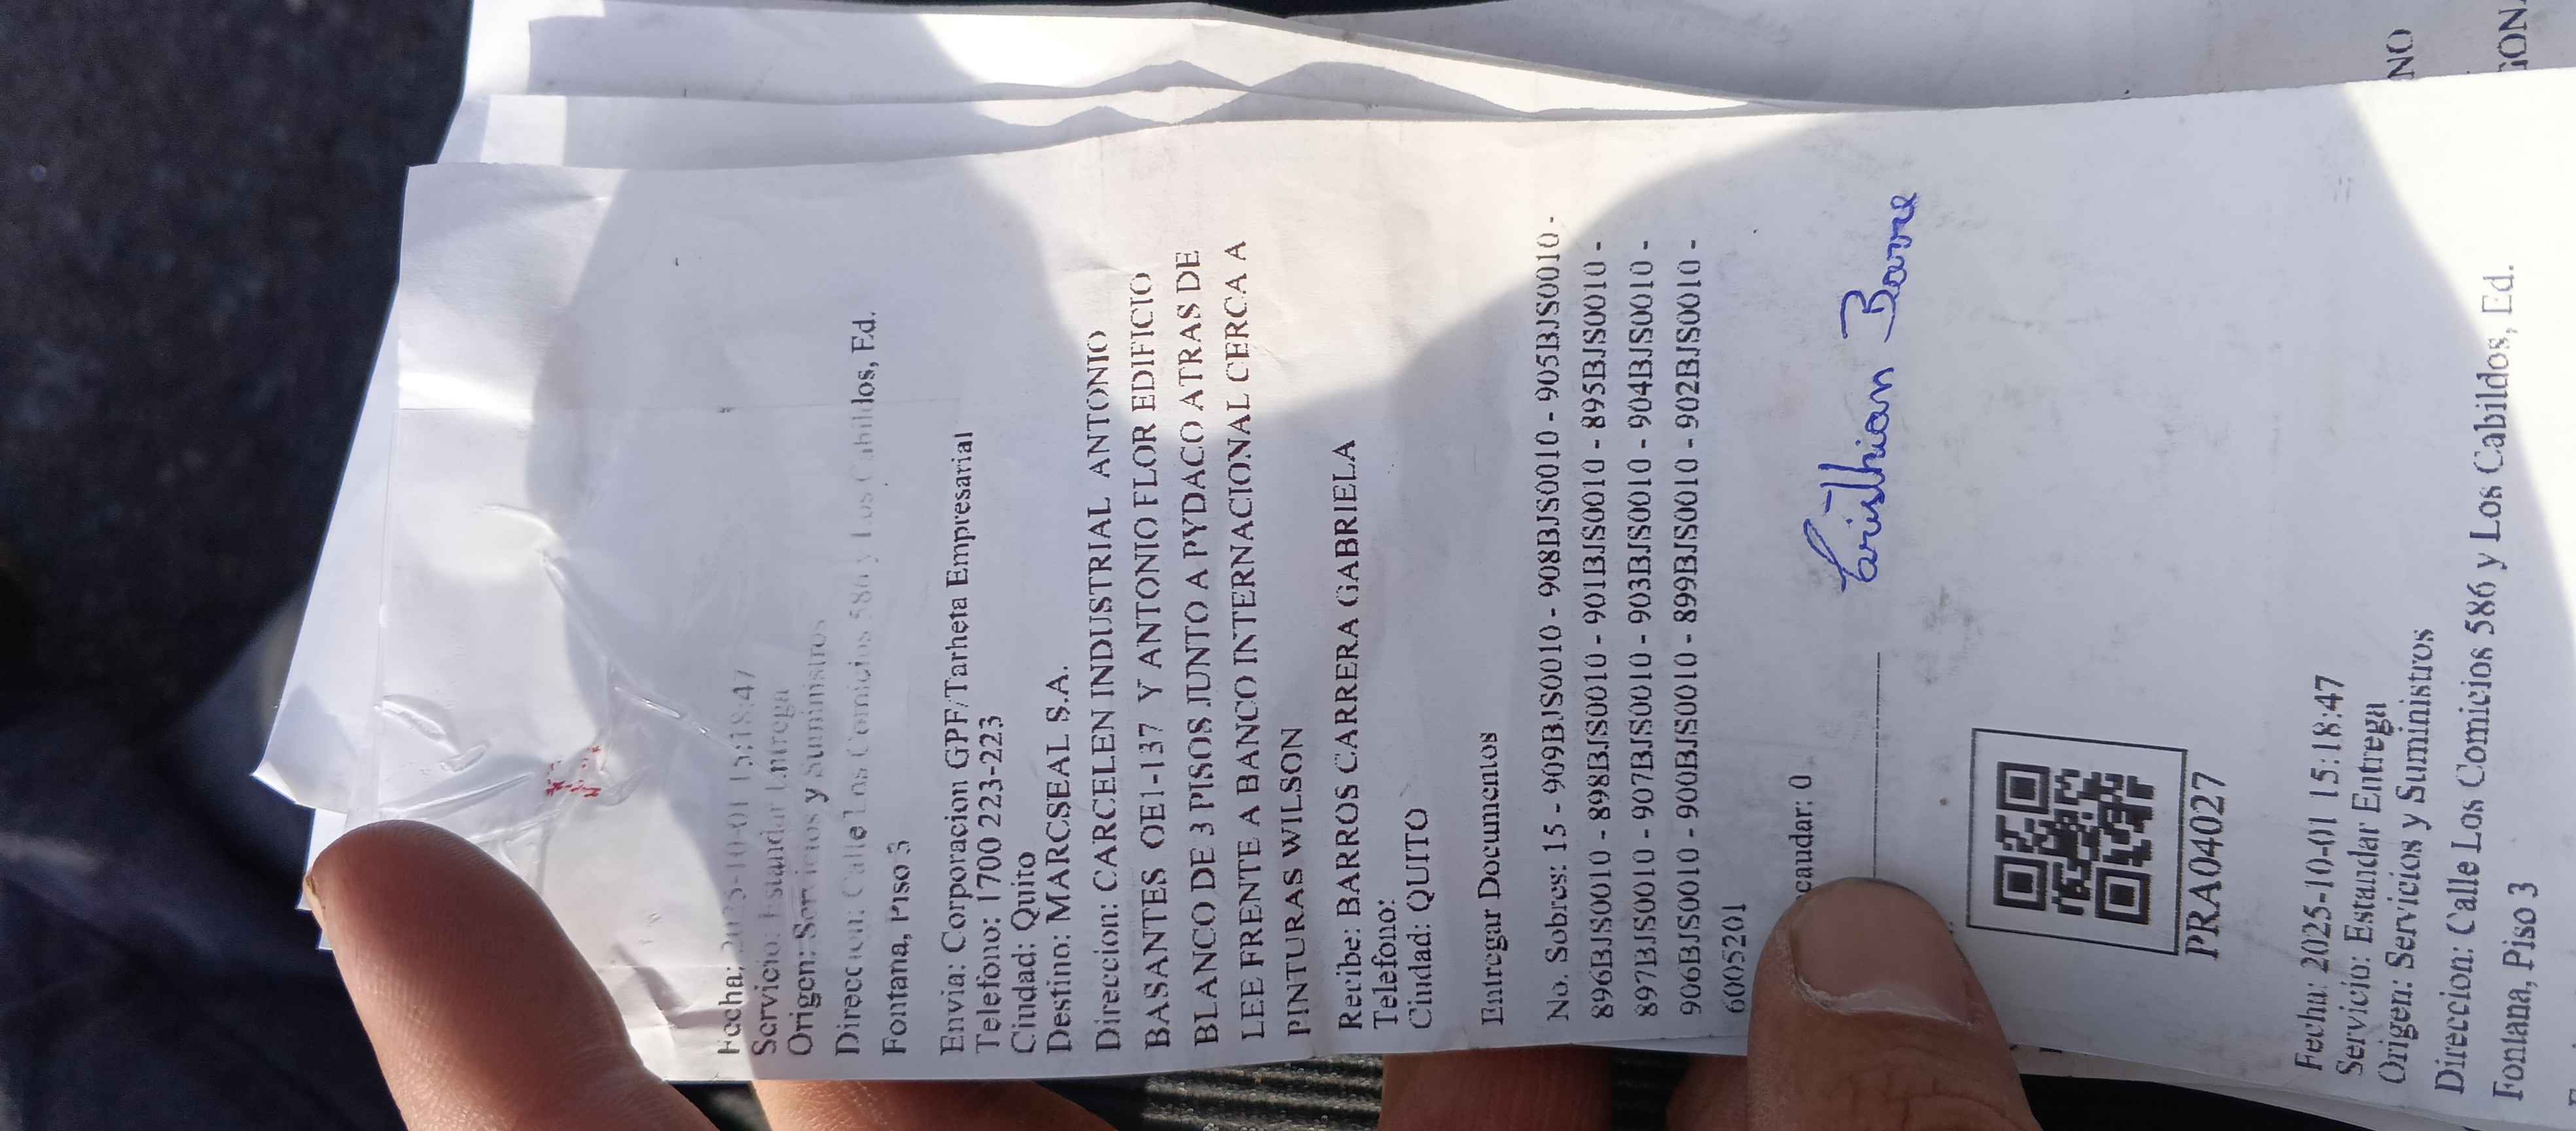 Fecha: 2025-10-01 15:18:47
Servicio: Estandar Entrega
Origen: Servicios y Suministros
Direccion: Calle Los Comicios 586 y Los Cabildos, Ed.
Fontana, Piso 3
Envia: Corporacion GPF/Tarheta Empresarial
Telefono: 1700 223-223
Ciudad: Quito
Destino: MARCSEAL S.A.
Direccion: CARCELEN INDUSTRIAL ANTONIO
BASANTES OE1-137 Y ANTONIO FLOR EDIFICIO
BLANCO DE 3 PISOS JUNTO A PYDACO ATRAS DE
LEE FRENTE A BANCO INTERNACIONAL CERCA A
PINTURAS WILSON
Recibe: BARROS CARRERA GABRIELA
Telefono:
Ciudad: QUITO
Entregar Documentos
No. Sobres: 15 - 909BJS0010 - 908BJS0010 - 905BJS0010 -
896BJS0010 - 898BJS0010 - 901BJS0010 - 895BJS0010 -
897BJS0010 - 907BJS0010 - 903BJS0010 - 904BJS0010 -
906BJS0010 - 900BJS0010 - 899BJS0010 - 902BJS0010 -
6005201
caudar: 0
PRA04027
Fecha: 2025-10-01 15:18:47
Servicio: Estandar Entrega
Origen: Servicios y Suministros
Direccion: Calle Los Comicios 586 y Los Cabildos, Ed.
Fontana, Piso 3
NO